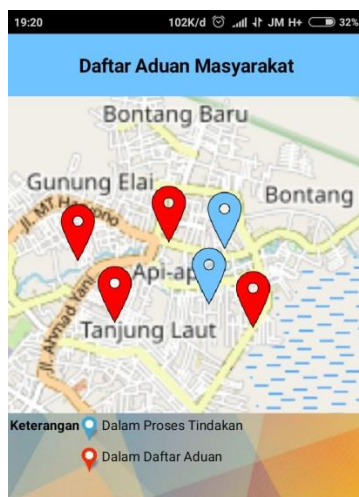 19:20 102K/d JM H+ 32%
Daftar Aduan Masyarakat
Bontang Baru
Gunung Elai
Bontang
Jl. MT.Haryono
Api-ap
Jl. Ahmad Yani
Tanjung Laut
Keterangan Dalam Proses Tindakan
Dalam Daftar Aduan